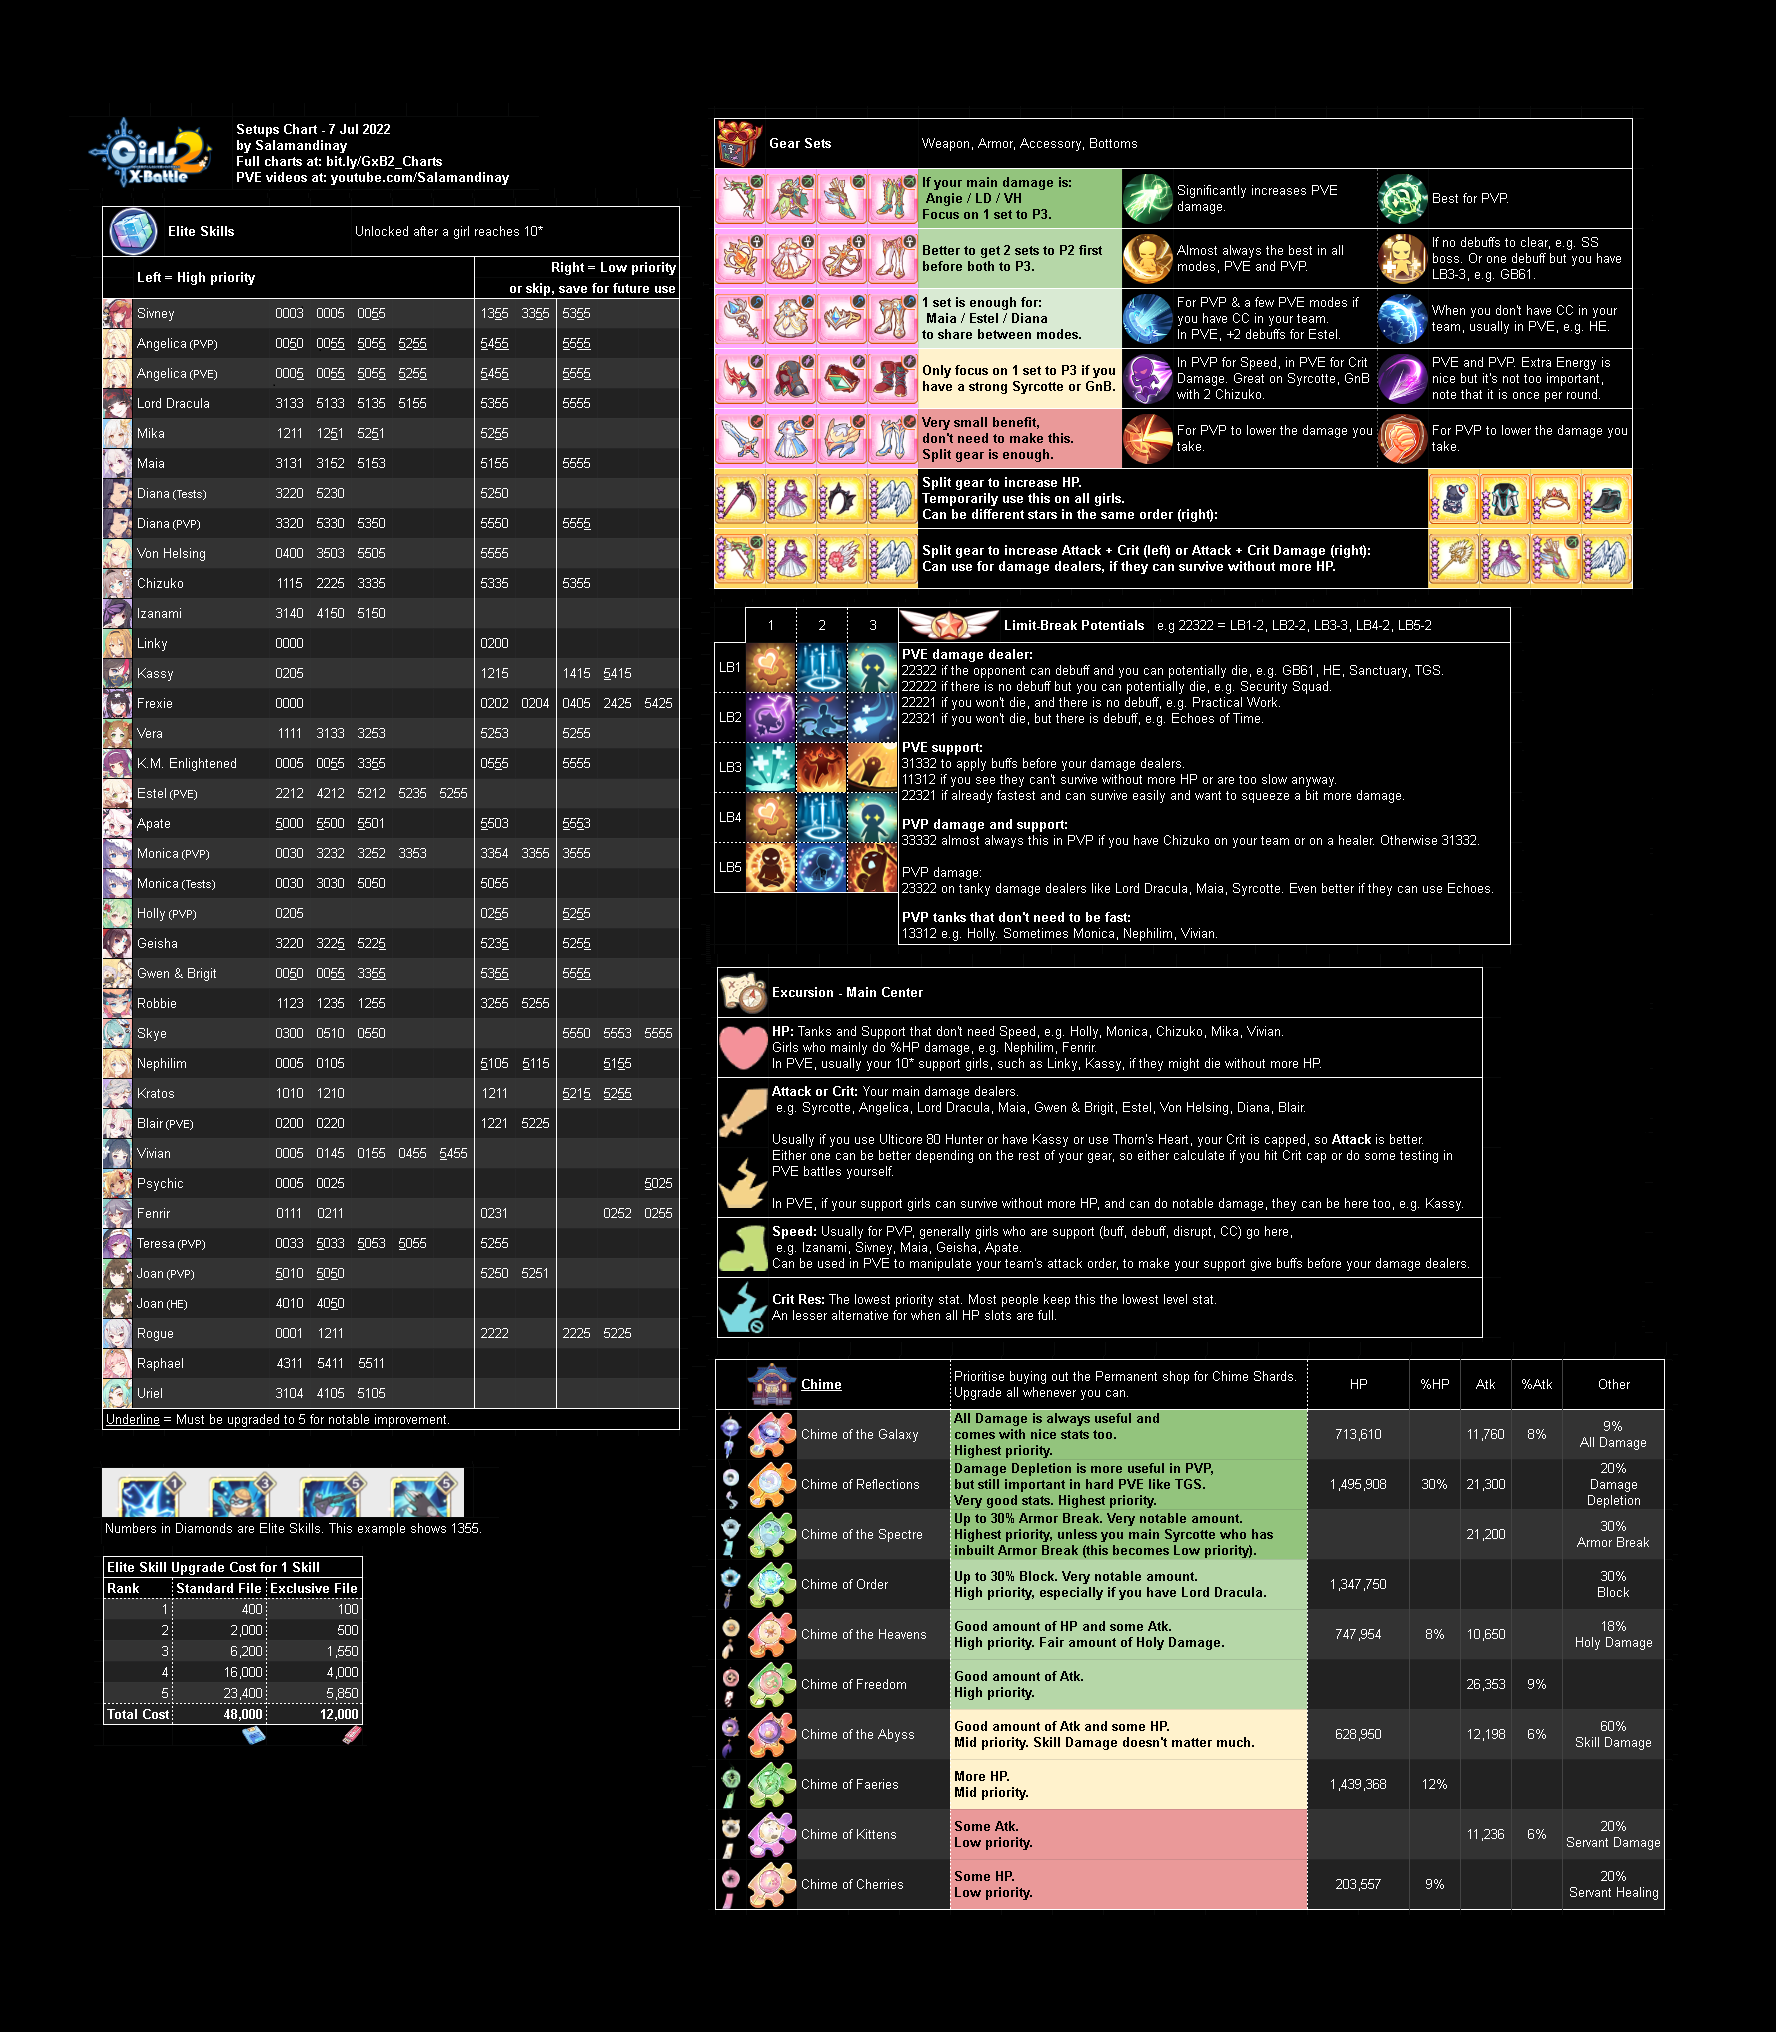 Girls 2
X-Battle
Setups Chart - 7 Jul 2022
by Salamandinay
Full charts at: bit.ly/GxB2_Charts
PVE videos at: youtube.com/Salamandinay
Elite Skills Unlocked after a girl reaches 10*
Left = High priority
Right = Low priority
or skip, save for future use
Sivney 0003 0005 0055 1355 3355 5355
Angelica (PVP) 0050 0055 5055 5255 5455 5555
Angelica (PVE) 0005 0055 5055 5255 5455 5555
Lord Dracula 3133 5133 5135 5155 5355 5555
Mika 1211 1251 5251 5255
Maia 3131 3152 5153 5155 5555
Diana (Tests) 3220 5230 5250
Diana (PVP) 3320 5330 5350 5550 5555
Von Helsing 0400 3503 5505 5555
Chizuko 1115 2225 3335 5335 5355
Izanami 3140 4150 5150
Linky 0000 0200
Kassy 0205 1215 1415 5415
Frexie 0000 0202 0204 0405 2425 5425
Vera 1111 3133 3253 5253 5255
K.M. Enlightened 0005 0055 3355 0555 5555
Estel (PVE) 2212 4212 5212 5235 5255
Apate 5000 5500 5501 5503 5553
Monica (PVP) 0030 3232 3252 3353 3354 3355 3555
Monica (Tests) 0030 3030 5050 5055
Holly (PVP) 0205 0255 5255
Geisha 3220 3225 5225 5235 5255
Gwen & Brigit 0050 0055 3355 5355 5555
Robbie 1123 1235 1255 3255 5255
Skye 0300 0510 0550 5550 5553 5555
Nephilim 0005 0105 5105 5115 5155
Kratos 1010 1210 1211 5215 5255
Blair (PVE) 0200 0220 1221 5225
Vivian 0005 0145 0155 0455 5455
Psychic 0005 0025 5025
Fenrir 0111 0211 0231 0252 0255
Teresa (PVP) 0033 5033 5053 5055 5255
Joan (PVP) 5010 5050 5250 5251
Joan (HE) 4010 4050
Rogue 0001 1211 2222 2225 5225
Raphael 4311 5411 5511
Uriel 3104 4105 5105
Underline = Must be upgraded to 5 for notable improvement.
1 3 5 5
Numbers in Diamonds are Elite Skills. This example shows 1355.
Elite Skill Upgrade Cost for 1 Skill
Rank Standard File Exclusive File
1 400 100
2 2,000 500
3 6,200 1,550
4 16,000 4,000
5 23,400 5,850
Total Cost 48,000 12,000
Gear Sets Weapon, Armor, Accessory, Bottoms
If your main damage is:
Angie / LD / VH
Focus on 1 set to P3.
Significantly increases PVE
damage.
Best for PVP.
Better to get 2 sets to P2 first
before both to P3.
Almost always the best in all
modes, PVE and PVP.
If no debuffs to clear, e.g. SS
boss. Or one debuff but you have
LB3-3, e.g. GB61.
1 set is enough for:
Maia / Estel / Diana
to share between modes.
For PVP & a few PVE modes if
you have CC in your team.
In PVE, +2 debuffs for Estel.
When you don't have CC in your
team, usually in PVE, e.g. HE.
Only focus on 1 set to P3 if you
have a strong Syrcotte or GnB.
In PVP for Speed, in PVE for Crit
Damage. Great on Syrcotte, GnB
with 2 Chizuko.
PVE and PVP. Extra Energy is
nice but it's not too important,
note that it is once per round.
Very small benefit,
don't need to make this.
Split gear is enough.
For PVP to lower the damage you
take.
For PVP to lower the damage you
take.
Split gear to increase HP.
Temporarily use this on all girls.
Can be different stars in the same order (right):
Split gear to increase Attack + Crit (left) or Attack + Crit Damage (right):
Can use for damage dealers, if they can survive without more HP.
1 2 3 Limit-Break Potentials e.g 22322 = LB1-2, LB2-2, LB3-3, LB4-2, LB5-2
LB1
LB2
LB3
LB4
LB5
PVE damage dealer:
22322 if the opponent can debuff and you can potentially die, e.g. GB61, HE, Sanctuary, TGS.
22222 if there is no debuff but you can potentially die, e.g. Security Squad.
22221 if you won't die, and there is no debuff, e.g. Practical Work.
22321 if you won't die, but there is debuff, e.g. Echoes of Time.
PVE support:
31332 to apply buffs before your damage dealers.
11312 if you see they can't survive without more HP or are too slow anyway.
22321 if already fastest and can survive easily and want to squeeze a bit more damage.
PVP damage and support:
33332 almost always this in PVP if you have Chizuko on your team or on a healer. Otherwise 31332.
PVP damage:
23322 on tanky damage dealers like Lord Dracula, Maia, Syrcotte. Even better if they can use Echoes.
PVP tanks that don't need to be fast:
13312 e.g. Holly. Sometimes Monica, Nephilim, Vivian.
Excursion - Main Center
HP: Tanks and Support that don't need Speed, e.g. Holly, Monica, Chizuko, Mika, Vivian.
Girls who mainly do %HP damage, e.g. Nephilim, Fenrir.
In PVE, usually your 10* support girls, such as Linky, Kassy, if they might die without more HP.
Attack or Crit: Your main damage dealers.
e.g. Syrcotte, Angelica, Lord Dracula, Maia, Gwen & Brigit, Estel, Von Helsing, Diana, Blair.
Usually if you use Ulticore 80 Hunter or have Kassy or use Thorn's Heart, your Crit is capped, so Attack is better.
Either one can be better depending on the rest of your gear, so either calculate if you hit Crit cap or do some testing in
PVE battles yourself.
In PVE, if your support girls can survive without more HP, and can do notable damage, they can be here too, e.g. Kassy.
Speed: Usually for PVP, generally girls who are support (buff, debuff, disrupt, CC) go here,
e.g. Izanami, Sivney, Maia, Geisha, Apate.
Can be used in PVE to manipulate your team's attack order, to make your support give buffs before your damage dealers.
Crit Res: The lowest priority stat. Most people keep this the lowest level stat.
An lesser alternative for when all HP slots are full.
Chime
Prioritise buying out the Permanent shop for Chime Shards.
Upgrade all whenever you can.
HP %HP Atk %Atk Other
Chime of the Galaxy
All Damage is always useful and
comes with nice stats too.
Highest priority.
713,610 11,760 8%
9%
All Damage
Chime of Reflections
Damage Depletion is more useful in PVP,
but still important in hard PVE like TGS.
Very good stats. Highest priority.
1,495,908 30% 21,300
20%
Damage
Depletion
Chime of the Spectre
Up to 30% Armor Break. Very notable amount.
Highest priority, unless you main Syrcotte who has
inbuilt Armor Break (this becomes Low priority).
21,200
30%
Armor Break
Chime of Order
Up to 30% Block. Very notable amount.
High priority, especially if you have Lord Dracula.
1,347,750
30%
Block
Chime of the Heavens
Good amount of HP and some Atk.
High priority. Fair amount of Holy Damage.
747,954 8% 10,650
18%
Holy Damage
Chime of Freedom
Good amount of Atk.
High priority.
26,353 9%
Chime of the Abyss
Good amount of Atk and some HP.
Mid priority. Skill Damage doesn't matter much.
628,950 12,198 6%
60%
Skill Damage
Chime of Faeries
More HP.
Mid priority.
1,439,368 12%
Chime of Kittens
Some Atk.
Low priority.
11,236 6%
20%
Servant Damage
Chime of Cherries
Some HP.
Low priority.
203,557 9%
20%
Servant Healing